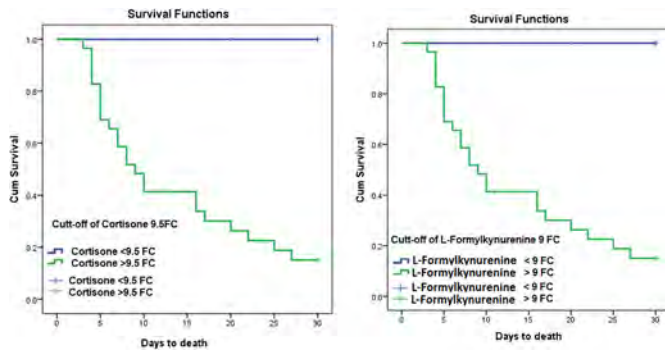 Survival Functions
Cum Survival
1.0
0.8
0.6
0.4
0.2
0.0
Cutt-off of Cortisone 9.5FC
Cortisone <9.5 FC
Cortisone >9.5 FC
Cortisone <9.5 FC
Cortisone >9.5 FC
0 5 10 15 20 25 30
Days to death
Survival Functions
Cum Survival
1.0
0.8
0.6
0.4
0.2
0.0
Cutt-off of L-Formylkynurenine 9 FC
L-Formylkynurenine < 9 FC
L-Formylkynurenine > 9 FC
L-Formylkynurenine < 9 FC
L-Formylkynurenine > 9 FC
0 5 10 15 20 25 30
Days to death